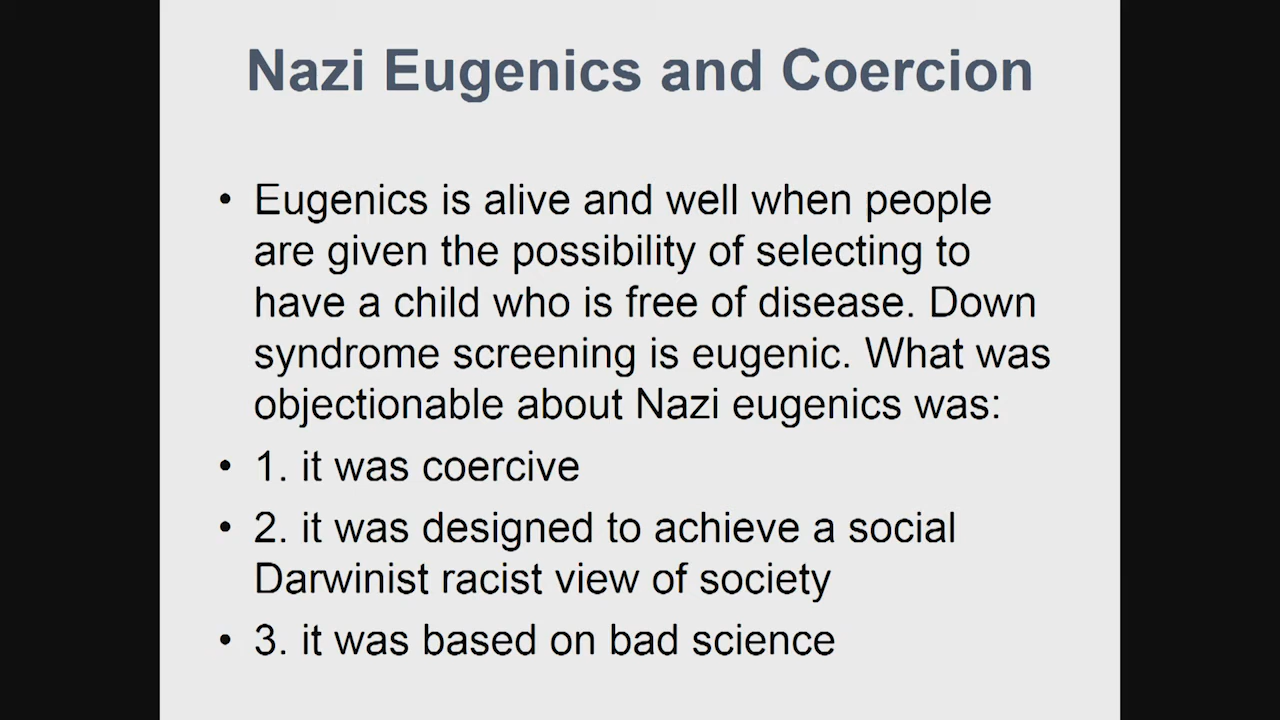 Nazi Eugenics and Coercion
• Eugenics is alive and well when people
are given the possibility of selecting to
have a child who is free of disease. Down
syndrome screening is eugenic. What was
objectionable about Nazi eugenics was:
• 1. it was coercive
• 2. it was designed to achieve a social
Darwinist racist view of society
• 3. it was based on bad science